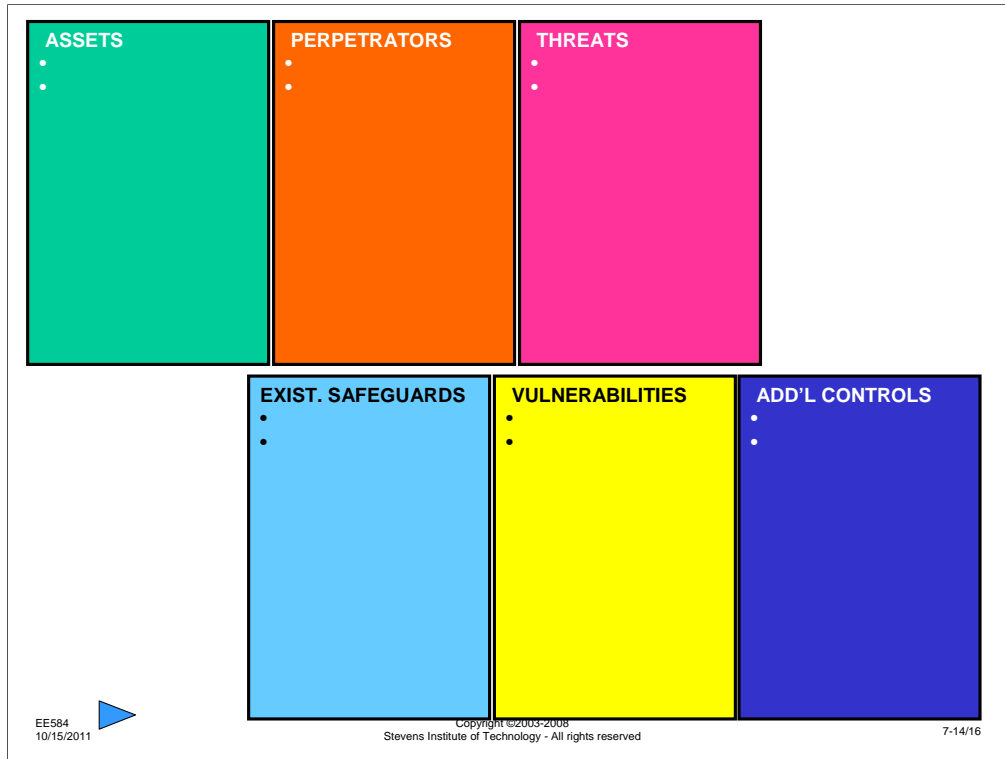 ASSETS
•
•
PERPETRATORS
•
•
THREATS
•
•
EXIST. SAFEGUARDS
•
•
VULNERABILITIES
•
•
ADD'L CONTROLS
•
•
EE584
10/15/2011
Copyright ©2003-2008
Stevens Institute of Technology - All rights reserved
7-14/16